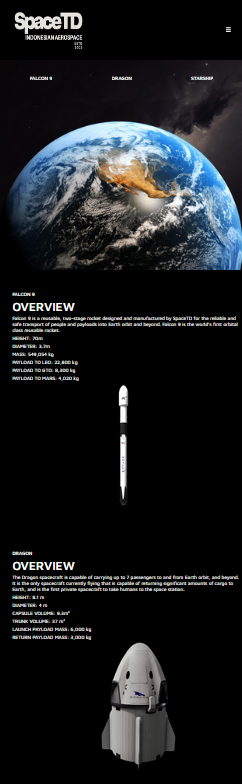 SpaceTD
INDONESIAN AEROSPACE
ESTD
FALCON 9 DRAGON STARSHIP
FALCON 9
OVERVIEW
Falcon 9 is a reusable, two-stage rocket designed and manufactured by SpaceTD for the reliable and
safe transport of people and payloads into Earth orbit and beyond. Falcon 9 is the world's first orbital
class reusable rocket.
HEIGHT: 70m
DIAMETER: 3.7m
MASS: 549,054 kg
PAYLOAD TO LEO: 22,800 kg
PAYLOAD TO GTO: 8,300 kg
PAYLOAD TO MARS: 4,020 kg
DRAGON
OVERVIEW
The Dragon spacecraft is capable of carrying up to 7 passengers to and from Earth orbit, and beyond.
It is the only spacecraft currently flying that is capable of returning significant amounts of cargo to
Earth, and is the first private spacecraft to take humans to the space station.
HEIGHT: 8.1 m
DIAMETER: 4 m
CAPSULE VOLUME: 9.3m³
TRUNK VOLUME: 37 m³
LAUNCH PAYLOAD MASS: 6,000 kg
RETURN PAYLOAD MASS: 3,000 kg